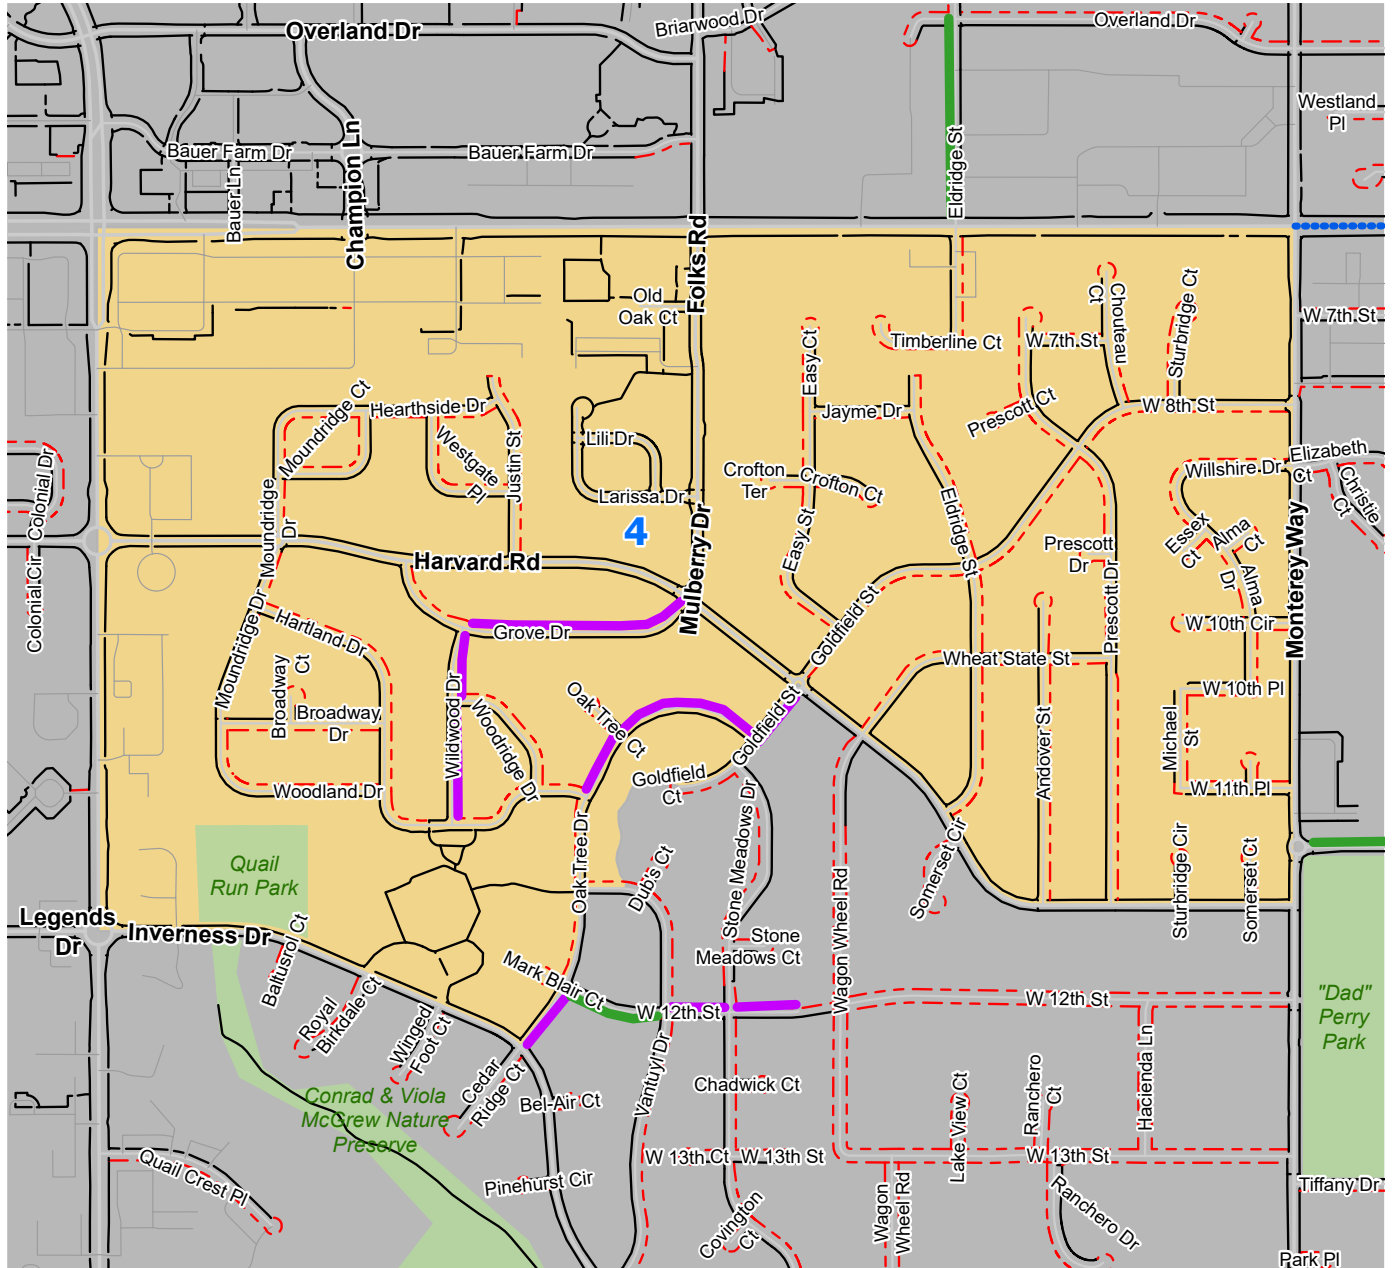 Overland Dr
Briarwood Dr
Overland Dr
Westland
Pl
Champion Ln
Bauer Farm Dr
Bauer Farm Dr
Bauer Ln
Eldridge St
Folks Rd
Old
Oak Ct
Easy Ct
Timberline Ct
W 7th St
Chouteau
Ct
Sturbridge Ct
W 7th St
Moundridge Ct
Hearthside Dr
Westgate
Pl
Justin St
Lili Dr
Larissa Dr
Jayme Dr
Prescott Ct
W 8th St
Colonial Dr
Crofton
Ter
Crofton Ct
Willshire Dr
Elizabeth
Ct
Christie
Ct
Moundridge
Dr
4
Mulberry Dr
Easy St
Eldridge St
Essex
Ct
Alma
Ct
Alma
Dr
Monterey Way
Harvard Rd
Prescott
Dr
Prescott Dr
Colonial Cir
Moundridge Dr
Hartland Dr
Grove Dr
Goldfield St
W 10th Cir
Broadway
Ct
Broadway
Dr
Wildwood Dr
Woodridge Dr
Oak Tree Ct
Goldfield St
Wheat State St
W 10th Pl
Michael
St
Andover St
Woodland Dr
Goldfield
Ct
Stone Meadows Dr
W 11th Pl
Quail
Run Park
Oak Tree Dr
Dub's Ct
Wagon Wheel Rd
Somerset Cir
Sturbridge Cir
Somerset Ct
Legends
Dr
Inverness Dr
Baltusrol Ct
Stone
Meadows Ct
Mark Blair Ct
W 12th St
W 12th St
"Dad"
Perry
Park
Royal
Birkdale Ct
Winged
Foot Ct
Cedar
Ridge Ct
Vantuyl Dr
Chadwick Ct
Bel-Air Ct
Lake View Ct
Ranchero
Ct
Hacienda Ln
Conrad & Viola
McGrew Nature
Preserve
W 13th Ct
W 13th St
W 13th St
Quail Crest Pl
Pinehurst Cir
Covington
Ct
Wagon
Wheel Rd
Ranchero Dr
Tiffany Dr
Park Pl